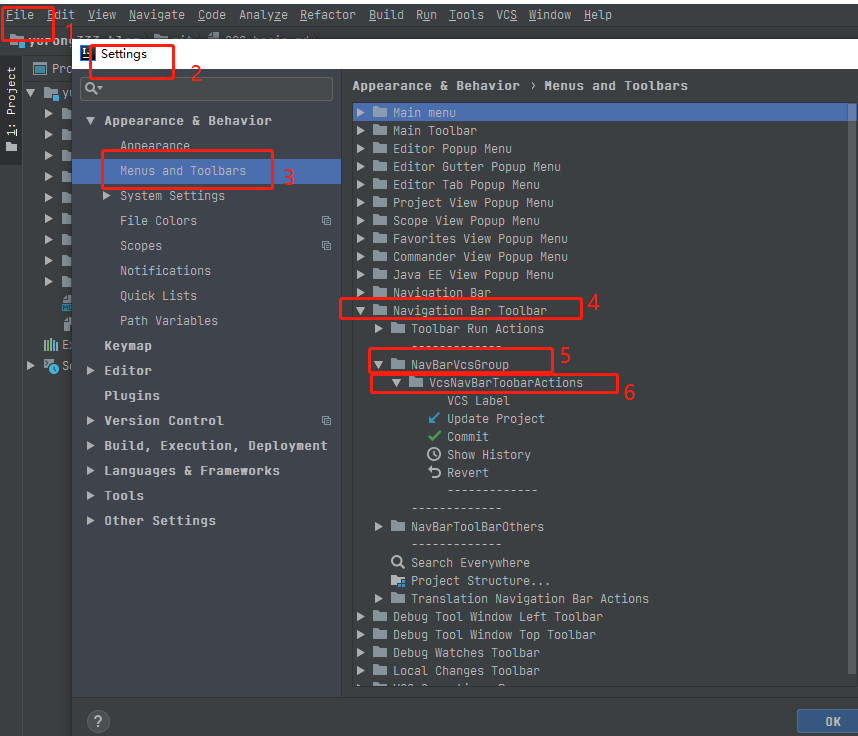 File Edit View Navigate Code Analyze Refactor Build Run Tools VCS Window Help
1
Settings
2
1: Project
Appearance & Behavior
Appearance
Menus and Toolbars
3
System Settings
File Colors
Scopes
Notifications
Quick Lists
Path Variables
Keymap
Editor
Plugins
Version Control
Build, Execution, Deployment
Languages & Frameworks
Tools
Other Settings
?
Appearance & Behavior › Menus and Toolbars
Main menu
Main Toolbar
Editor Popup Menu
Editor Gutter Popup Menu
Editor Tab Popup Menu
Project View Popup Menu
Scope View Popup Menu
Favorites View Popup Menu
Commander View Popup Menu
Java EE View Popup Menu
Navigation Bar
Navigation Bar Toolbar
4
Toolbar Run Actions
-------------
NavBarVcsGroup
5
VcsNavBarToobarActions
6
VCS Label
Update Project
Commit
Show History
Revert
-------------
-------------
NavBarToolBarOthers
-------------
Search Everywhere
Project Structure...
Translation Navigation Bar Actions
Debug Tool Window Left Toolbar
Debug Tool Window Top Toolbar
Debug Watches Toolbar
Local Changes Toolbar
OK